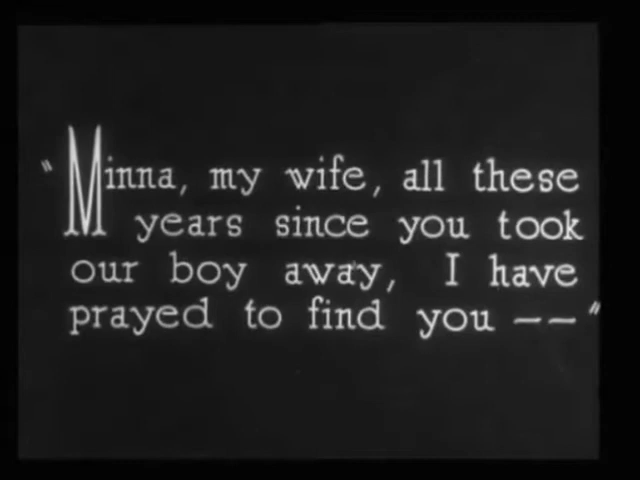 "Minna, my wife, all these
years since you took
our boy away, I have
prayed to find you ––"